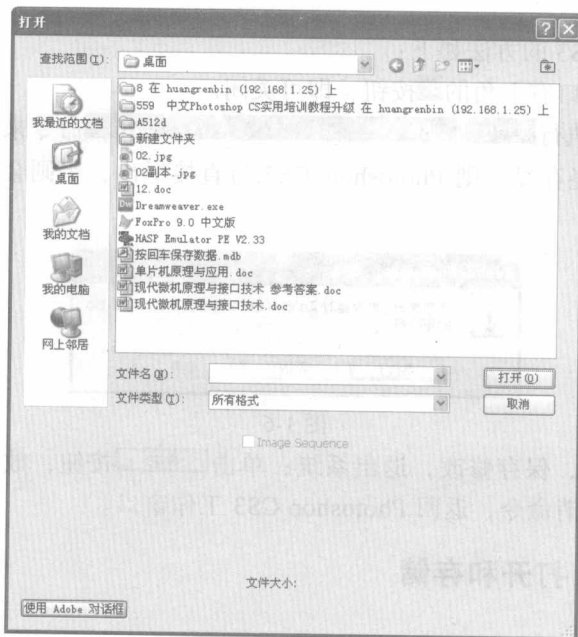 打开
查找范围(I):
桌面
我最近的文档
桌面
我的文档
我的电脑
网上邻居
8 在 huangrenbin (192.168.1.25) 上
559 中文Photoshop CS实用培训教程升级 在 huangrenbin (192.168.1.25) 上
A512d
新建文件夹
02.jpg
02副本.jpg
12.doc
Dreamweaver.exe
FoxPro 9.0 中文版
HASP Emulator PE V2.33
按回车保存数据.mdb
单片机原理与应用.doc
现代微机原理与接口技术 参考答案.doc
现代微机原理与接口技术.doc
文件名(N):
打开(O)
文件类型(T):
所有格式
取消
Image Sequence
文件大小:
使用 Adobe 对话框